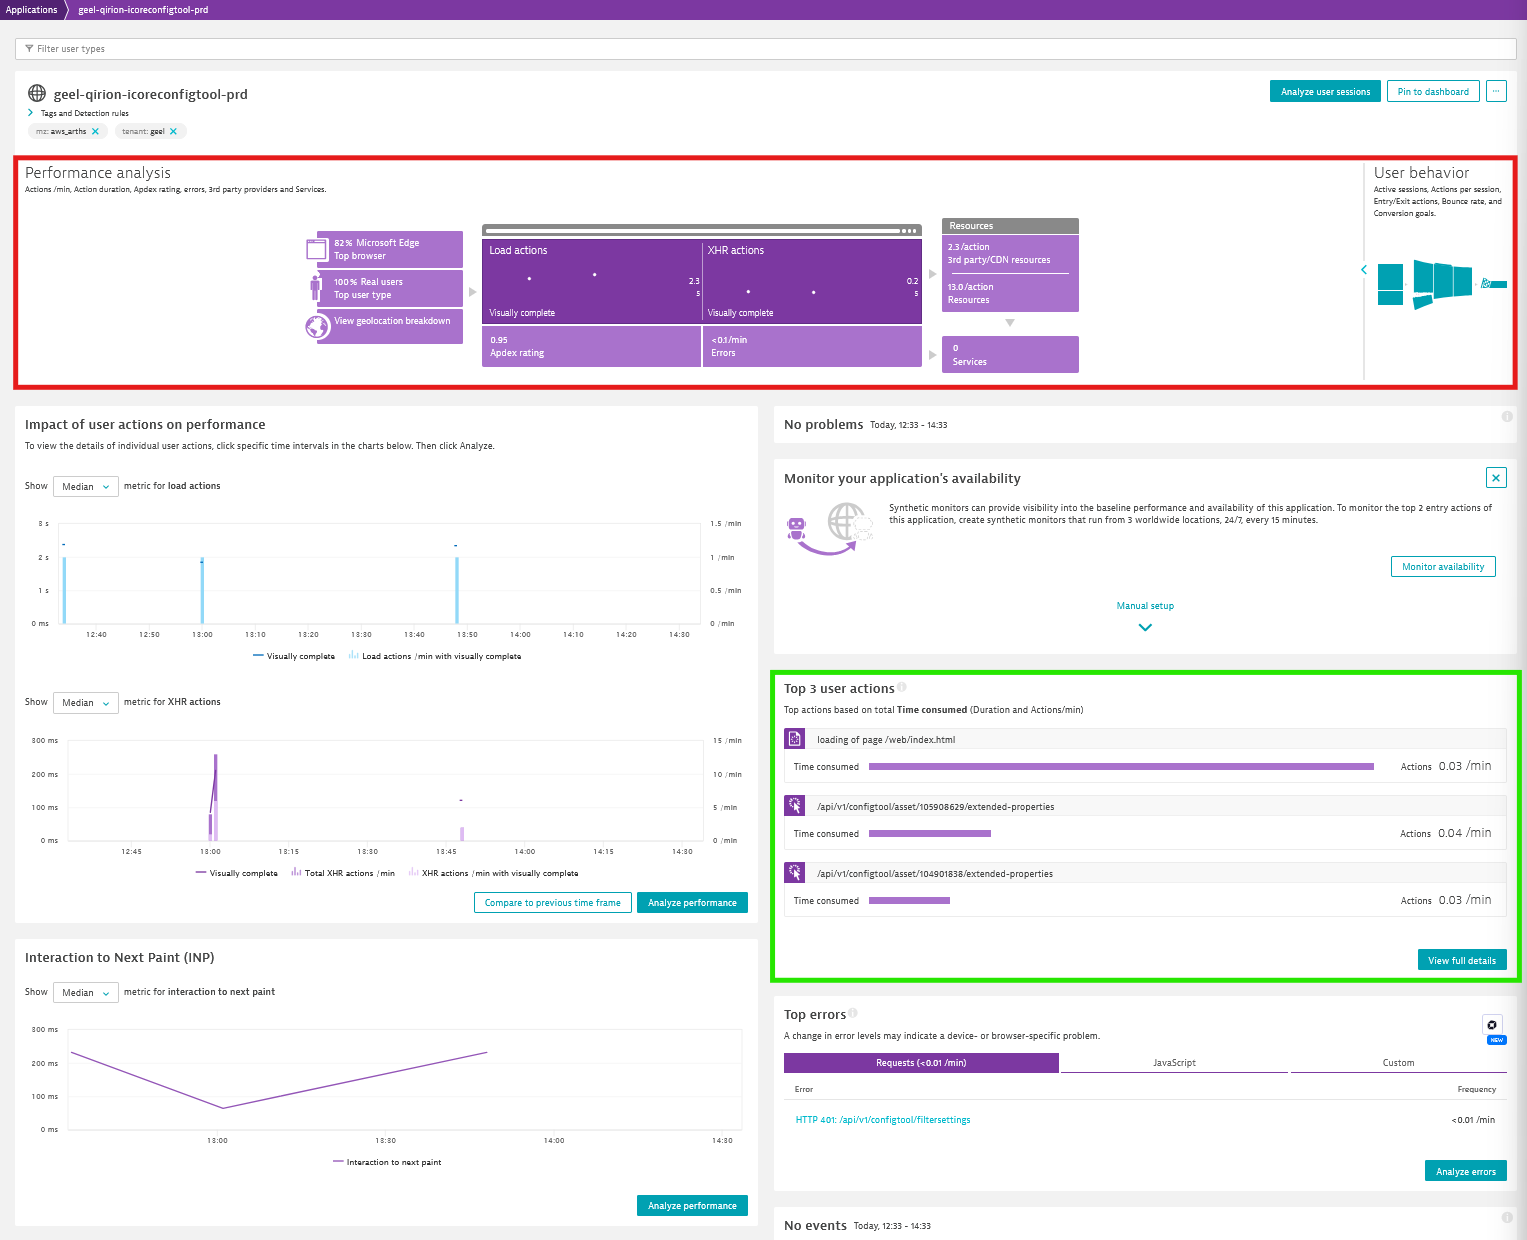 Applications
geel-qirion-icoreconfigtool-prd
Filter user types
geel-qirion-icoreconfigtool-prd
Analyze user sessions
Pin to dashboard
...
Tags and Detection rules
mz: aws_arths
tenant: geel
Performance analysis
Actions /min, Action duration, Apdex rating, errors, 3rd party providers and Services.
82% Microsoft Edge
Top browser
100% Real users
Top user type
View geolocation breakdown
Load actions
2.3
s
Visually complete
XHR actions
0.2
s
Visually complete
0.95
Apdex rating
<0.1/min
Errors
Resources
2.3 /action
3rd party/CDN resources
13.0 /action
Resources
0
Services
User behavior
Active sessions, Actions per session,
Entry/Exit actions, Bounce rate, and
Conversion goals.
Impact of user actions on performance
To view the details of individual user actions, click specific time intervals in the charts below. Then click Analyze.
Show Median metric for load actions
3 s
2 s
1 s
0 ms
1.5 /min
1 /min
0.5 /min
0 /min
12:40 12:50 13:00 13:10 13:20 13:30 13:40 13:50 14:00 14:10 14:20 14:30
Visually complete Load actions /min with visually complete
Show Median metric for XHR actions
300 ms
200 ms
100 ms
0 ms
15 /min
10 /min
5 /min
0 /min
12:45 13:00 13:15 13:30 13:45 14:00 14:15 14:30
Visually complete Total XHR actions /min XHR actions /min with visually complete
Compare to previous time frame
Analyze performance
Interaction to Next Paint (INP)
Show Median metric for interaction to next paint
300 ms
200 ms
100 ms
0 ms
13:00 13:30 14:00 14:30
Interaction to next paint
Analyze performance
No problems Today, 12:33 - 14:33
Monitor your application's availability
Synthetic monitors can provide visibility into the baseline performance and availability of this application. To monitor the top 2 entry actions of
this application, create synthetic monitors that run from 3 worldwide locations, 24/7, every 15 minutes.
Monitor availability
Manual setup
Top 3 user actions
Top actions based on total Time consumed (Duration and Actions/min)
loading of page /web/index.html
Time consumed Actions 0.03 /min
/api/v1/configtool/asset/105908629/extended-properties
Time consumed Actions 0.04 /min
/api/v1/configtool/asset/104901838/extended-properties
Time consumed Actions 0.03 /min
View full details
Top errors
A change in error levels may indicate a device- or browser-specific problem.
NEW
Requests (<0.01 /min) JavaScript Custom
Error Frequency
HTTP 401: /api/v1/configtool/filtersettings <0.01 /min
Analyze errors
No events Today, 12:33 - 14:33